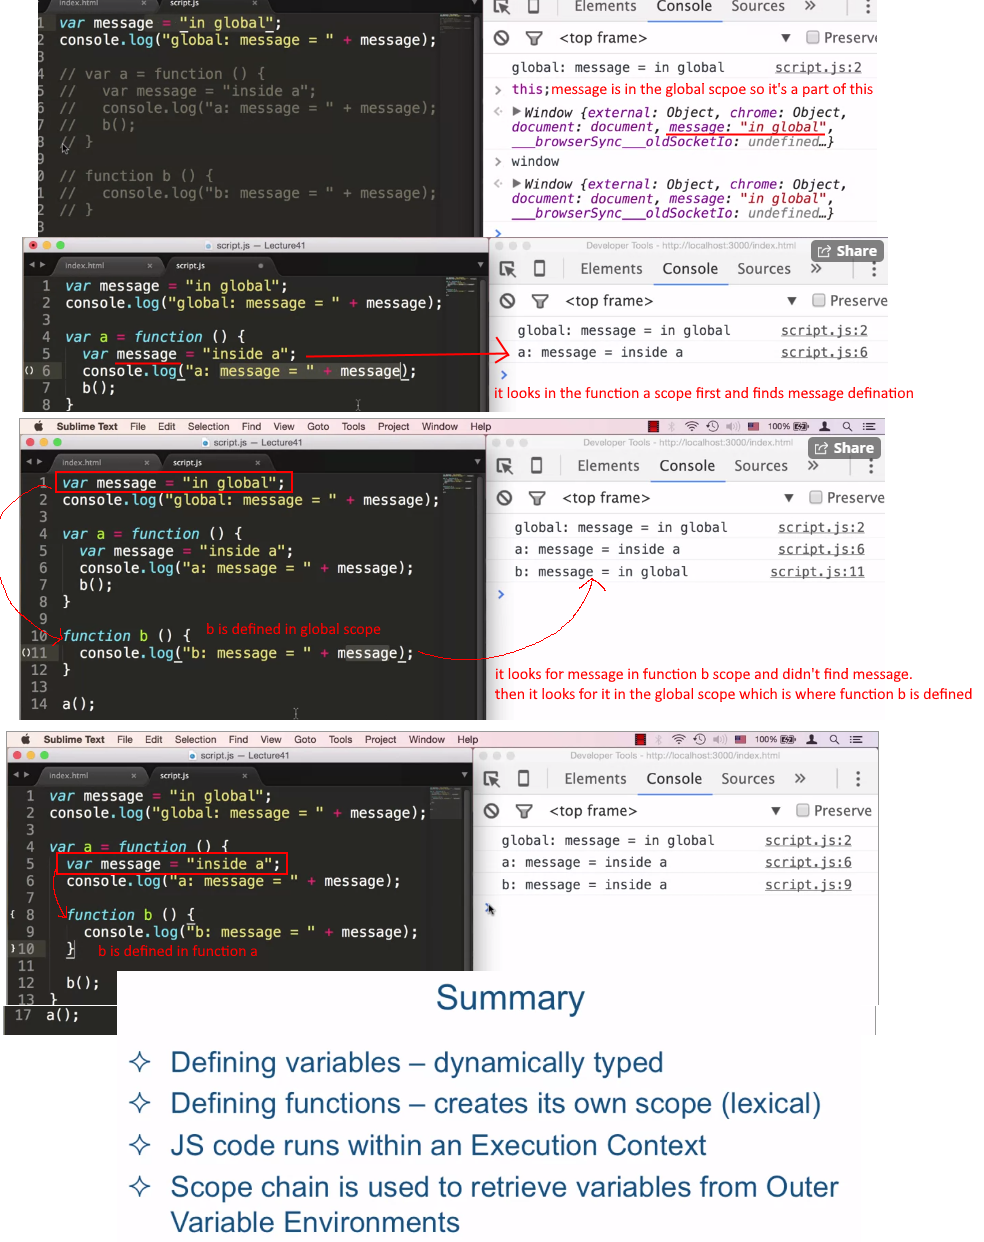 index.html × script.js
Elements Console Sources
1 var message = "in global";
<top frame> ▼ Preserve
2 console.log("global: message = " + message);
3
global: message = in global script.js:2
4 // var a = function () {
this;message is in the global scpoe so it's a part of this
5 //   var message = "inside a";
6 //   console.log("a: message = " + message);
7 //   b();
8 // }
9
0 // function b () {
1 //   console.log("b: message = " + message);
2 // }
3
Window {external: Object, chrome: Object,
document: document, message: "in global",
___browserSync___oldSocketIo: undefined…}
window
Window {external: Object, chrome: Object,
document: document, message: "in global",
___browserSync___oldSocketIo: undefined…}
script.js — Lecture41
Developer Tools - http://localhost:3000/index.html
Share
index.html × script.js
Elements Console Sources »
<top frame> ▼ Preserve
1 var message = "in global";
2 console.log("global: message = " + message);
3
4 var a = function () {
5   var message = "inside a";
6   console.log("a: message = " + message);
7   b();
8 }
global: message = in global script.js:2
a: message = inside a script.js:6
it looks in the function a scope first and finds message defination
Sublime Text File Edit Selection Find View Goto Tools Project Window Help
100%
script.js — Lecture41
Developer Tools - http://localhost:3000/index.html
Share
index.html × script.js ×
Elements Console Sources »
<top frame> ▼ Preserve
1 var message = "in global";
2 console.log("global: message = " + message);
3
4 var a = function () {
5   var message = "inside a";
6   console.log("a: message = " + message);
7   b();
8 }
9
10 function b () {
b is defined in global scope
11   console.log("b: message = " + message);
12 }
13
14 a();
global: message = in global script.js:2
a: message = inside a script.js:6
b: message = in global script.js:11
it looks for message in function b scope and didn't find message.
then it looks for it in the global scope which is where function b is defined
Sublime Text File Edit Selection Find View Goto Tools Project Window Help
100%
script.js — Lecture41
Developer Tools - http://localhost:3000/index.html
index.html × script.js ×
Elements Console Sources »
<top frame> ▼ Preserve
1 var message = "in global";
2 console.log("global: message = " + message);
3
4 var a = function () {
5   var message = "inside a";
6   console.log("a: message = " + message);
7
8   function b () {
9     console.log("b: message = " + message);
10   }
b is defined in function a
11
12   b();
13 }
17 a();
global: message = in global script.js:2
a: message = inside a script.js:6
b: message = inside a script.js:9
Summary
✧ Defining variables – dynamically typed
✧ Defining functions – creates its own scope (lexical)
✧ JS code runs within an Execution Context
✧ Scope chain is used to retrieve variables from Outer
Variable Environments